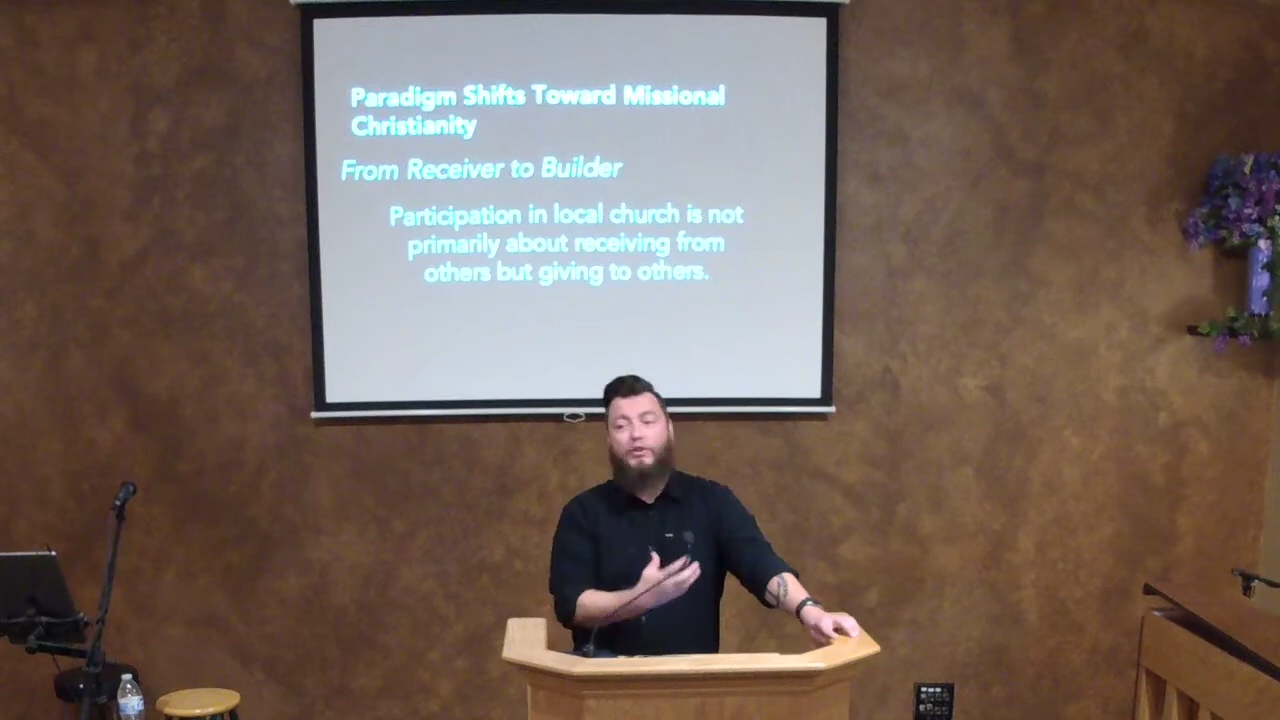 Paradigm Shifts Toward Missional
Christianity
From Receiver to Builder
Participation in local church is not
primarily about receiving from
others but giving to others.